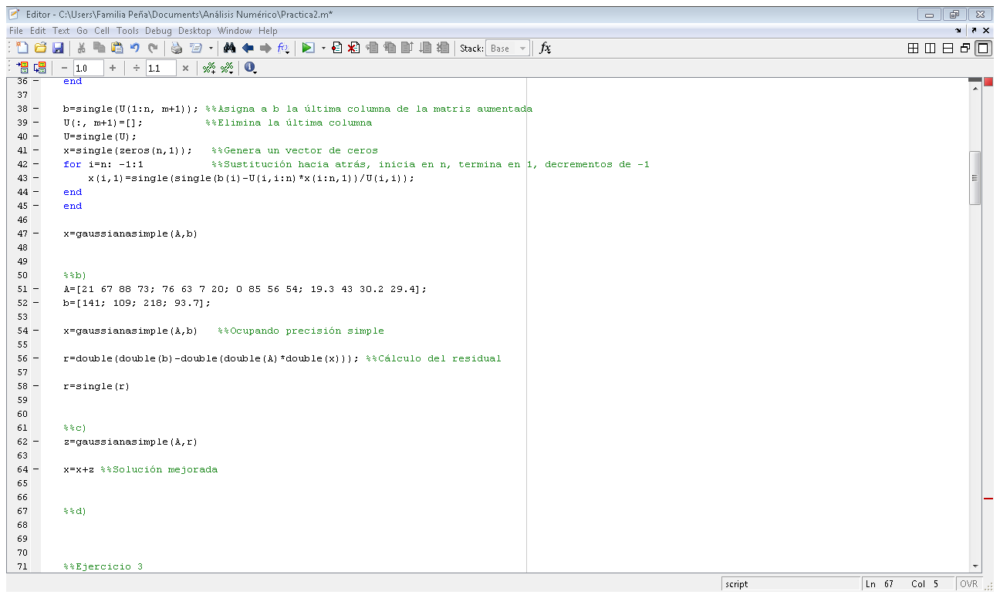 Editor - C:\Users\Familia Peña\Documents\Análisis Numérico\Practica2.m*
File Edit Text Go Cell Tools Debug Desktop Window Help
Stack: Base fx
- 1.0 + ÷ 1.1 ×
36 - end
37
38 - b=single(U(1:n, m+1)); %%Asigna a b la última columna de la matriz aumentada
39 - U(:, m+1)=[]; %%Elimina la última columna
40 - U=single(U);
41 - x=single(zeros(n,1)); %%Genera un vector de ceros
42 - for i=n: -1:1 %%Sustitución hacia atrás, inicia en n, termina en 1, decrementos de -1
43 - x(i,1)=single(single(b(i)-U(i,i:n)*x(i:n,1))/U(i,i));
44 - end
45 - end
46
47 - x=gaussianasimple(A,b)
48
49
50 %%b)
51 - A=[21 67 88 73; 76 63 7 20; 0 85 56 54; 19.3 43 30.2 29.4];
52 - b=[141; 109; 218; 93.7];
53
54 - x=gaussianasimple(A,b) %%Ocupando precisión simple
55
56 - r=double(double(b)-double(double(A)*double(x))); %%Cálculo del residual
57
58 - r=single(r)
59
60
61 %%c)
62 - z=gaussianasimple(A,r)
63
64 - x=x+z %%Solución mejorada
65
66
67 %%d)
68
69
70
71 %%Ejercicio 3
script Ln 67 Col 5 OVR